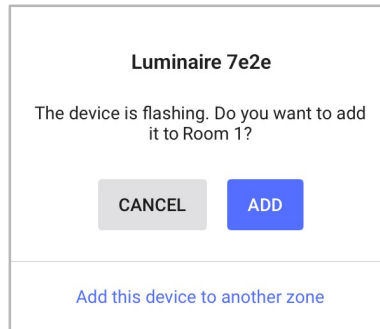 Luminaire 7e2e
The device is flashing. Do you want to add
it to Room 1?
CANCEL
ADD
Add this device to another zone